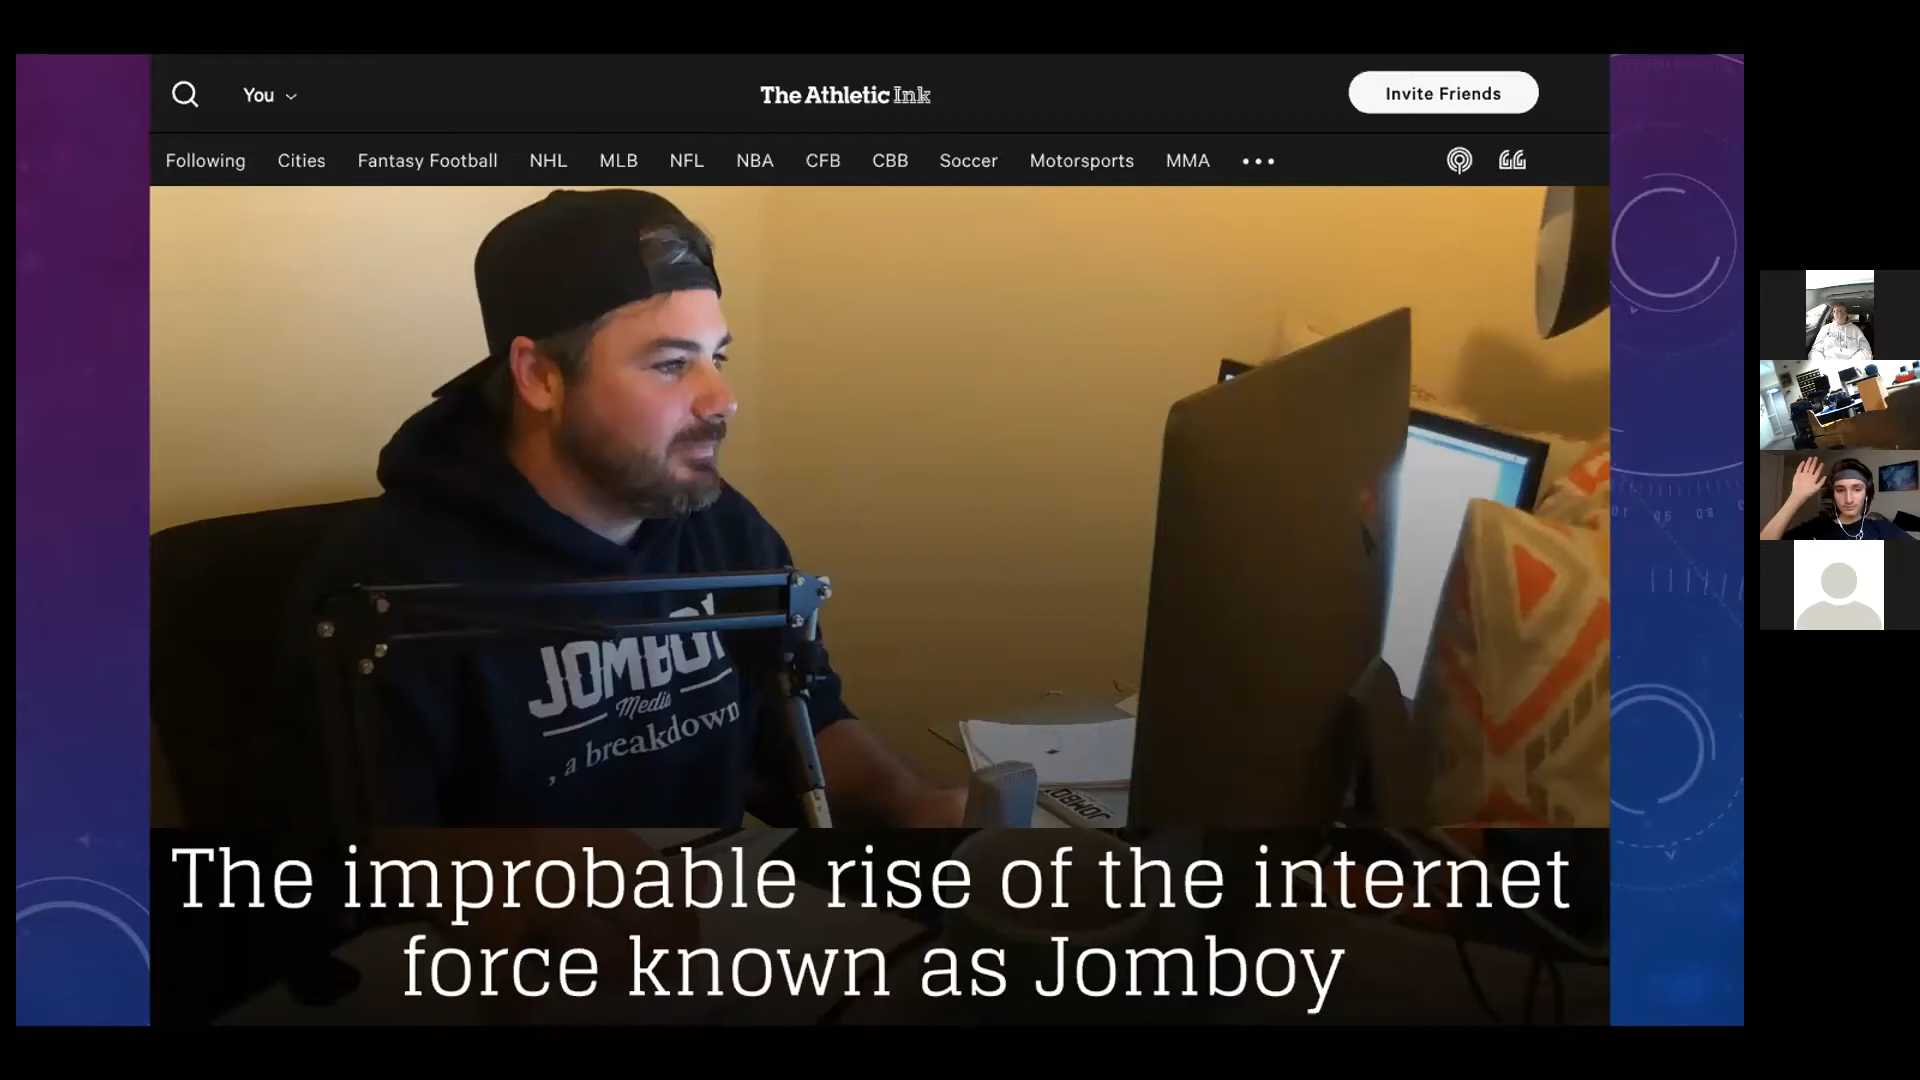 You
The Athletic Ink
Invite Friends
Following Cities Fantasy Football NHL MLB NFL NBA CFB CBB Soccer Motorsports MMA
JOMBOY
Media
, a breakdown
JOMBO
The improbable rise of the internet
force known as Jomboy